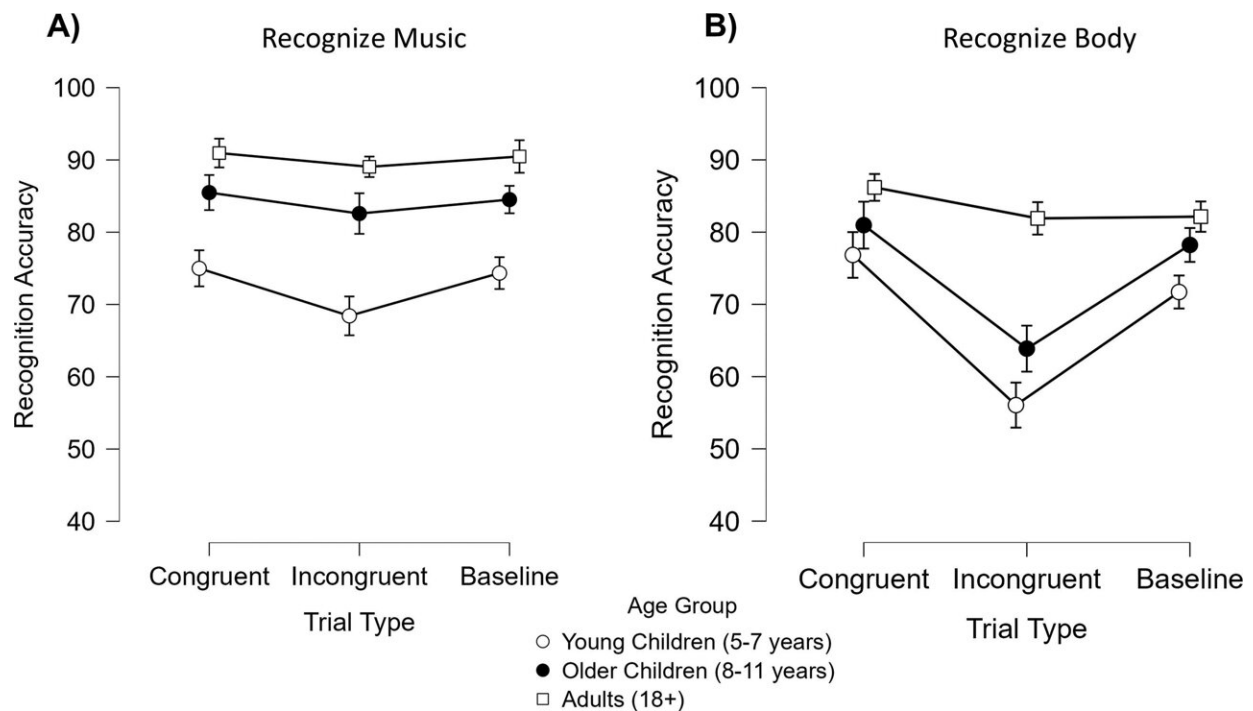 A)
Recognize Music
100
90
80
70
60
50
40
Recognition Accuracy
Congruent
Incongruent
Baseline
Trial Type
B)
Recognize Body
100
90
80
70
60
50
40
Recognition Accuracy
Congruent
Incongruent
Baseline
Trial Type
Age Group
Young Children (5-7 years)
Older Children (8-11 years)
Adults (18+)